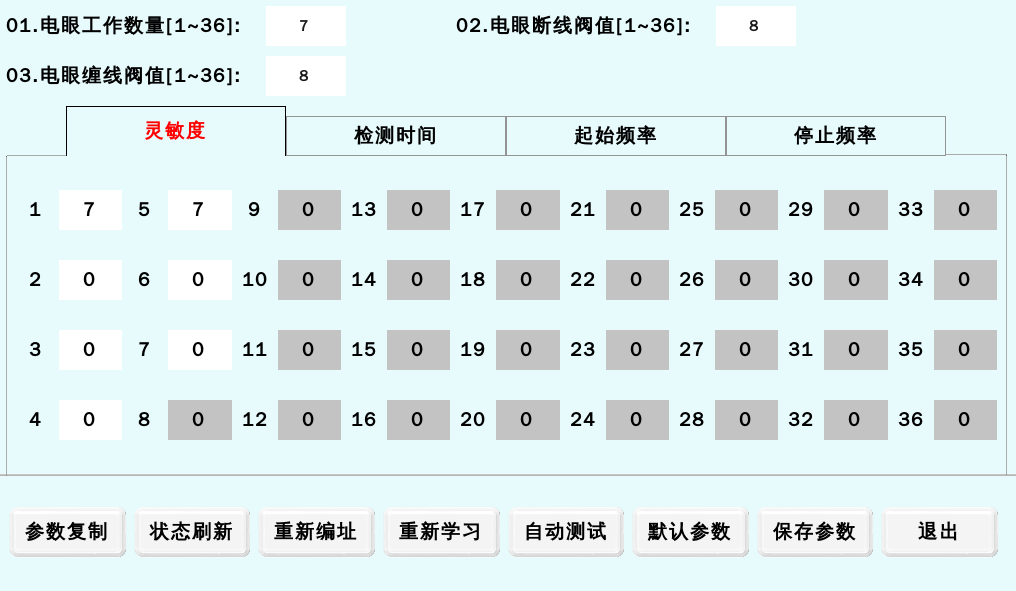 01.电眼工作数量[1~36]: 7 02.电眼断线阀值[1~36]: 8
03.电眼缠线阀值[1~36]: 8
灵敏度 检测时间 起始频率 停止频率
1 7 5 7 9 0 13 0 17 0 21 0 25 0 29 0 33 0
2 0 6 0 10 0 14 0 18 0 22 0 26 0 30 0 34 0
3 0 7 0 11 0 15 0 19 0 23 0 27 0 31 0 35 0
4 0 8 0 12 0 16 0 20 0 24 0 28 0 32 0 36 0
参数复制 状态刷新 重新编址 重新学习 自动测试 默认参数 保存参数 退出